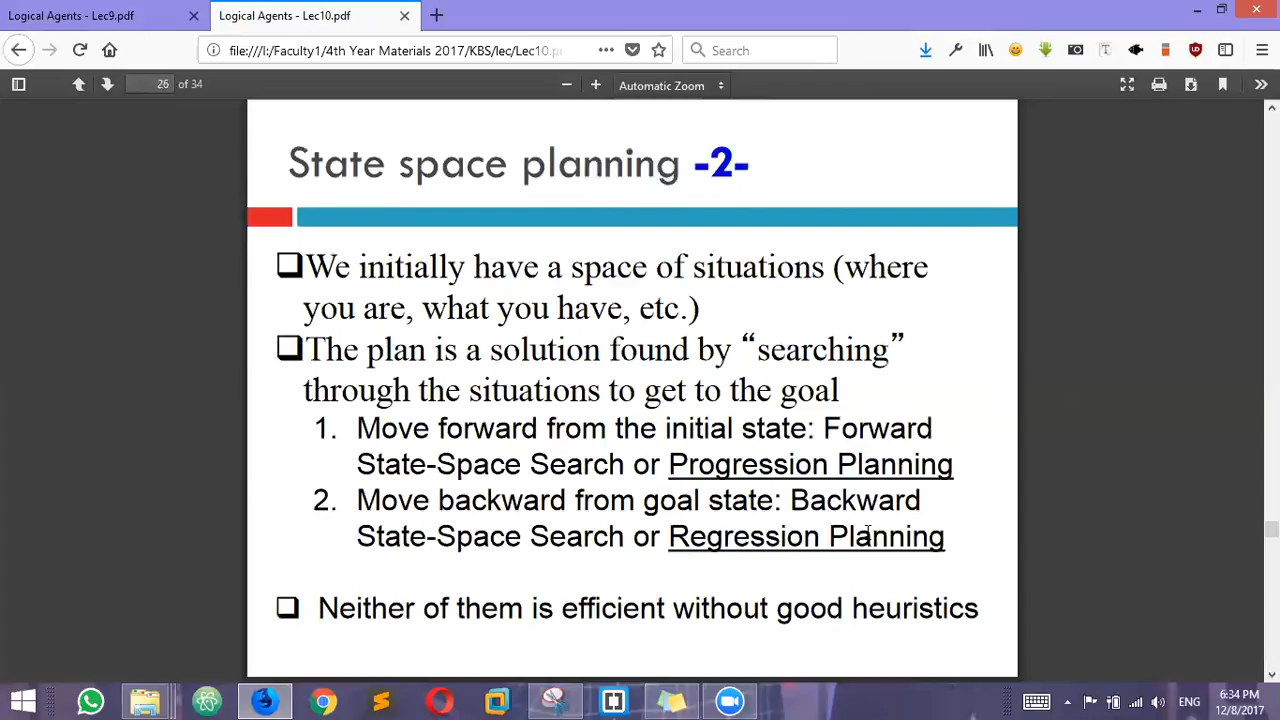 Logical Agents - Lec9.pdf
Logical Agents - Lec10.pdf
file:///I:/Faculty1/4th Year Materials 2017/KBS/lec/Lec10.p
Search
26 of 34
Automatic Zoom
State space planning -2-
We initially have a space of situations (where
you are, what you have, etc.)
The plan is a solution found by “searching”
through the situations to get to the goal
1. Move forward from the initial state: Forward
State-Space Search or Progression Planning
2. Move backward from goal state: Backward
State-Space Search or Regression Planning
Neither of them is efficient without good heuristics
ENG
6:34 PM
12/8/2017